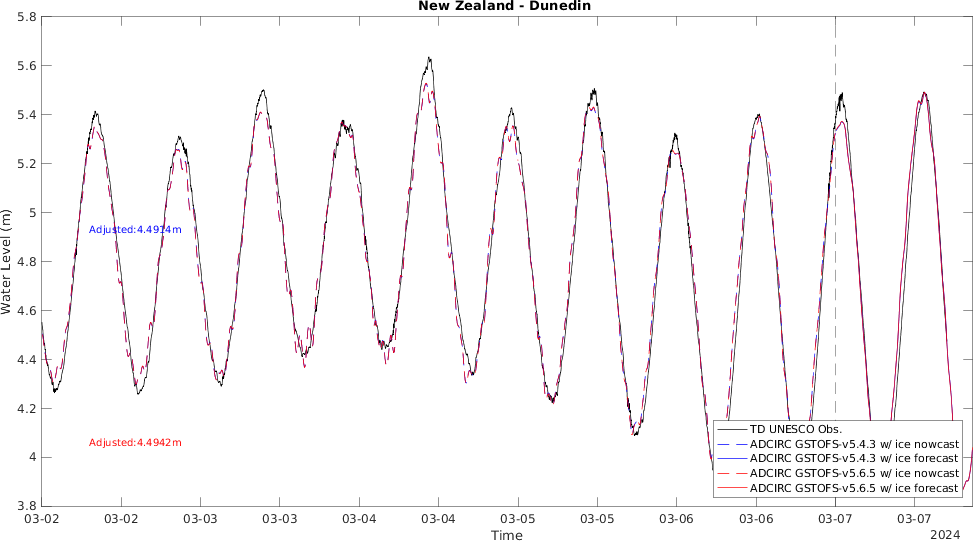 New Zealand - Dunedin
5.8
5.6
5.4
5.2
5
4.8
4.6
4.4
4.2
4
3.8
Water Level (m)
Adjusted:4.4914m
Adjusted:4.4942m
TD UNESCO Obs.
ADCIRC GSTOFS-v5.4.3 w/ ice nowcast
ADCIRC GSTOFS-v5.4.3 w/ ice forecast
ADCIRC GSTOFS-v5.6.5 w/ ice nowcast
ADCIRC GSTOFS-v5.6.5 w/ ice forecast
03-02 03-02 03-03 03-03 03-04 03-04 03-05 03-05 03-06 03-06 03-07 03-07
Time
2024